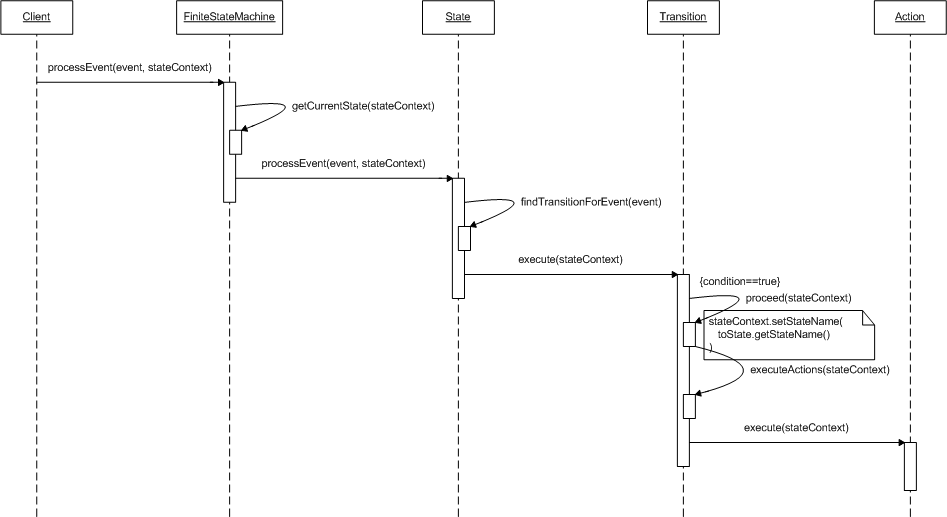 Client
FiniteStateMachine
State
Transition
Action
processEvent(event, stateContext)
getCurrentState(stateContext)
processEvent(event, stateContext)
findTransitionForEvent(event)
execute(stateContext)
{condition==true}
proceed(stateContext)
stateContext.setStateName(
toState.getStateName()
)
executeActions(stateContext)
execute(stateContext)